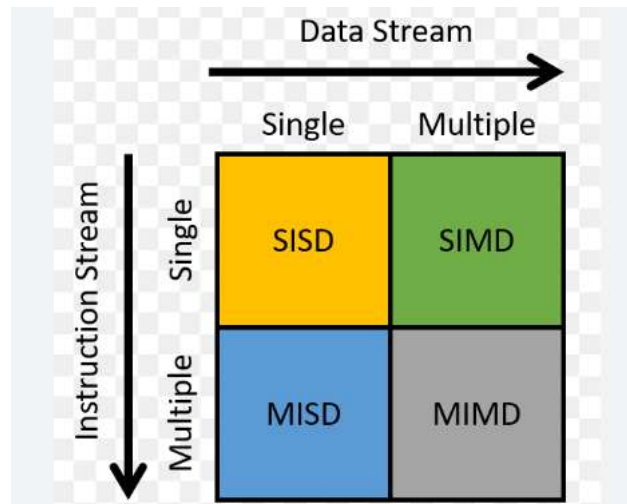 Data Stream
Single Multiple
Instruction Stream
Single
SISD SIMD
Multiple
MISD MIMD